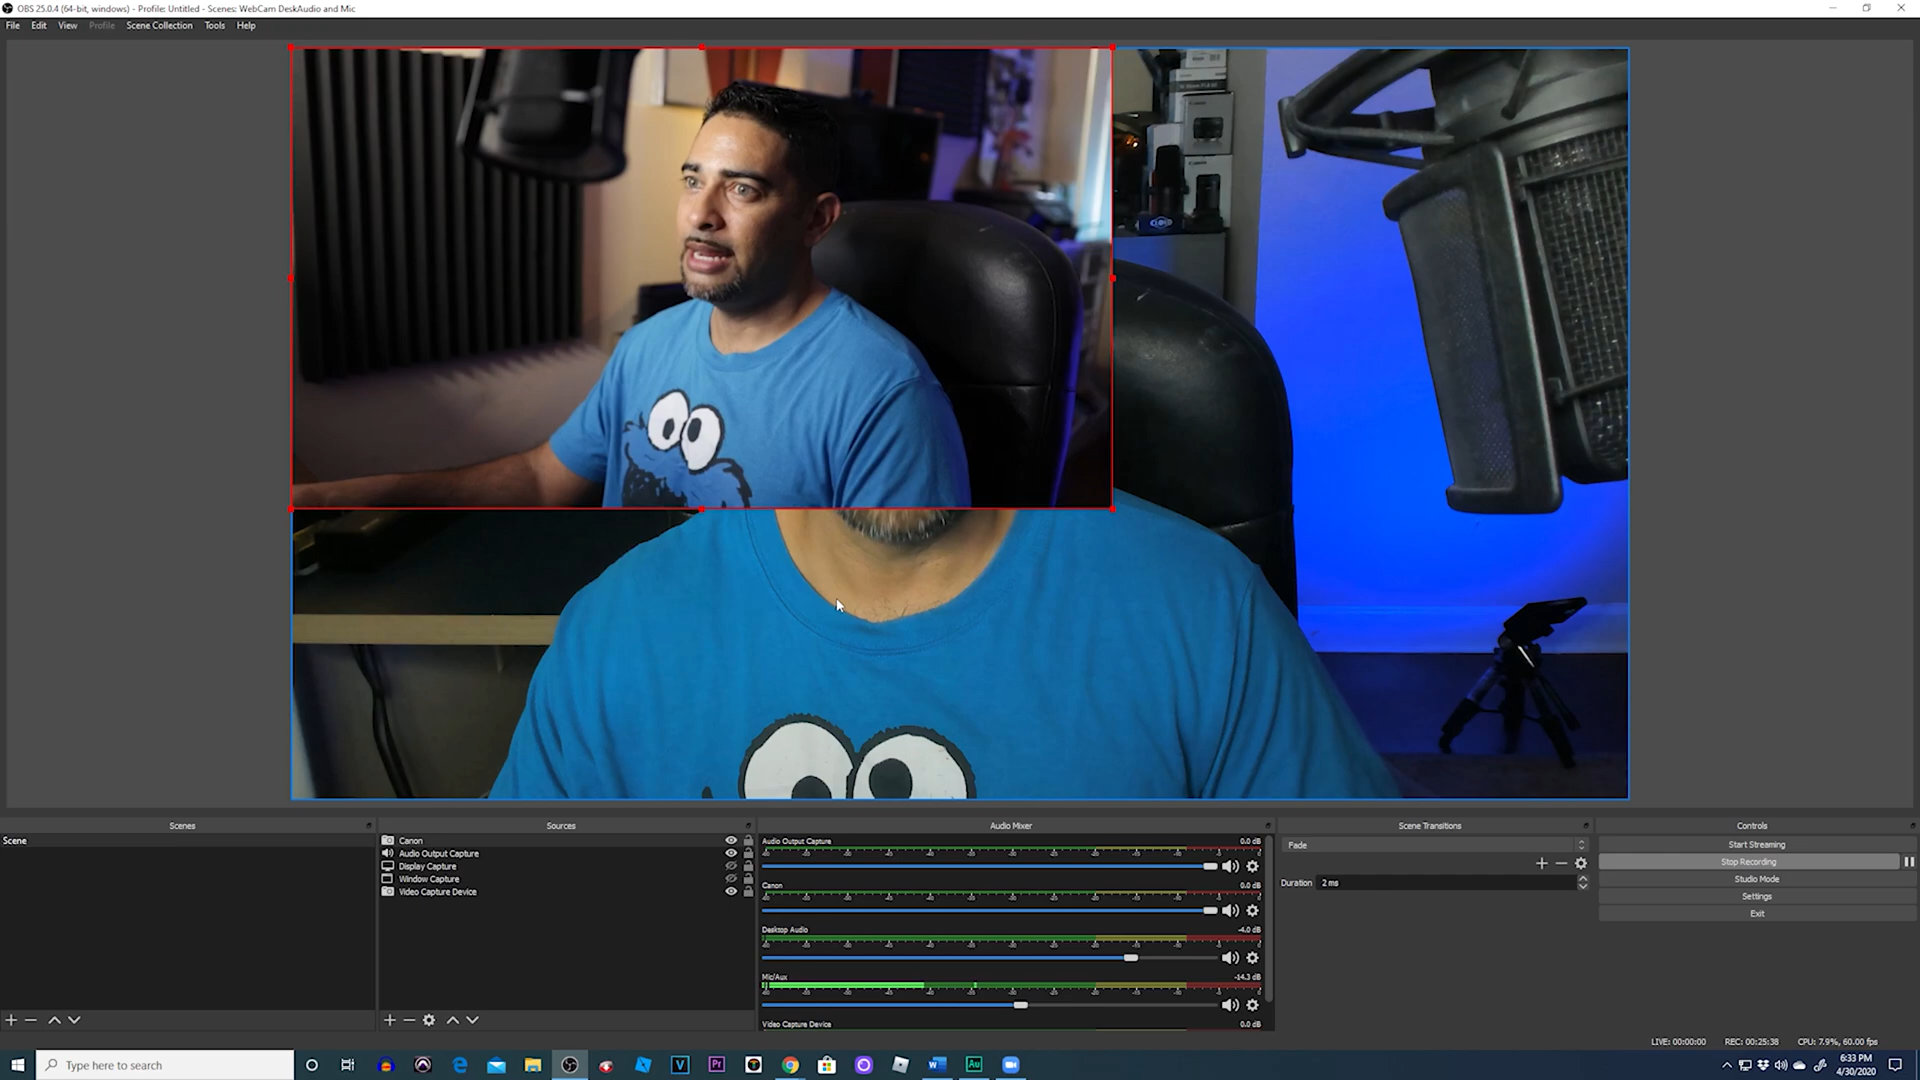 OBS 25.0.4 (64-bit, windows) - Profile: Untitled - Scenes: WebCam DeskAudio and Mic
File Edit View Profile Scene Collection Tools Help
Scenes
Scene
Sources
Canon
Audio Output Capture
Display Capture
Window Capture
Video Capture Device
Audio Mixer
Audio Output Capture 0.0 dB
Canon 0.0 dB
Desktop Audio -4.0 dB
Mic/Aux -14.3 dB
Video Capture Device 0.0 dB
Scene Transitions
Fade
Duration 2 ms
Controls
Start Streaming
Stop Recording
Studio Mode
Settings
Exit
LIVE: 00:00:00 REC: 00:25:38 CPU: 7.9%, 60.00 fps
Type here to search
6:33 PM
4/30/2020